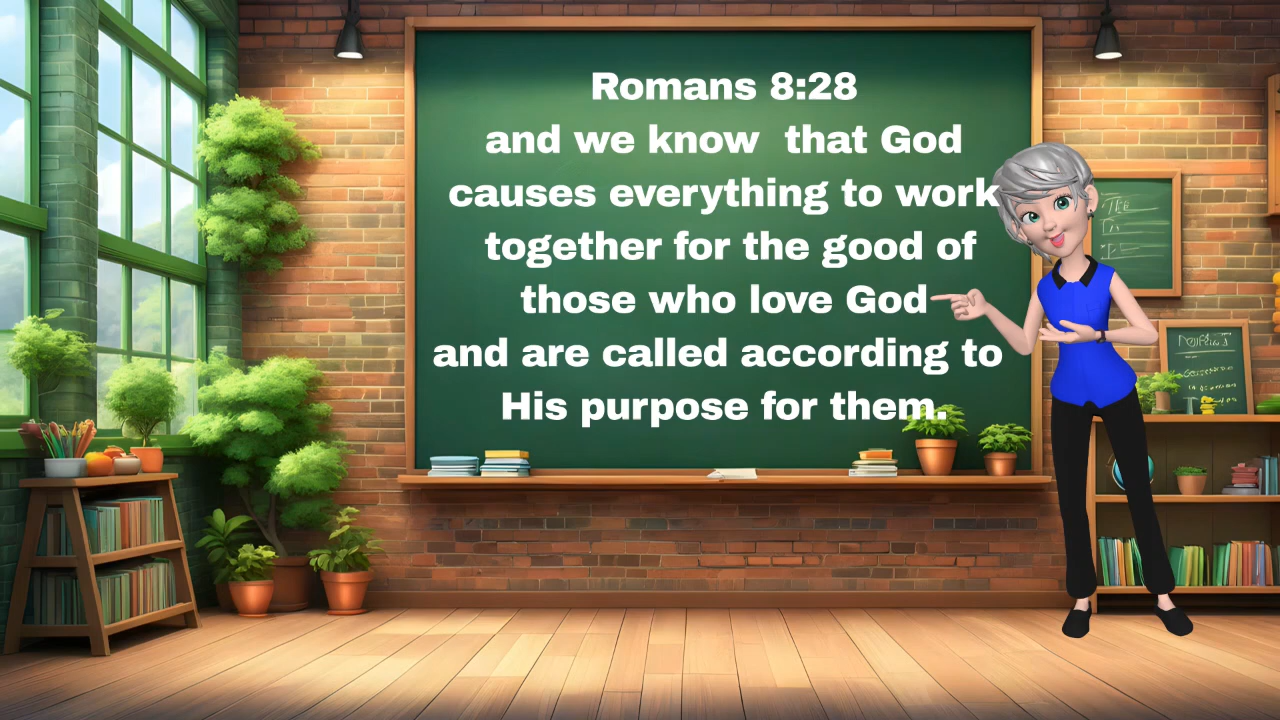 Romans 8:28
and we know  that God
causes everything to work
together for the good of
those who love God
and are called according to
His purpose for them.